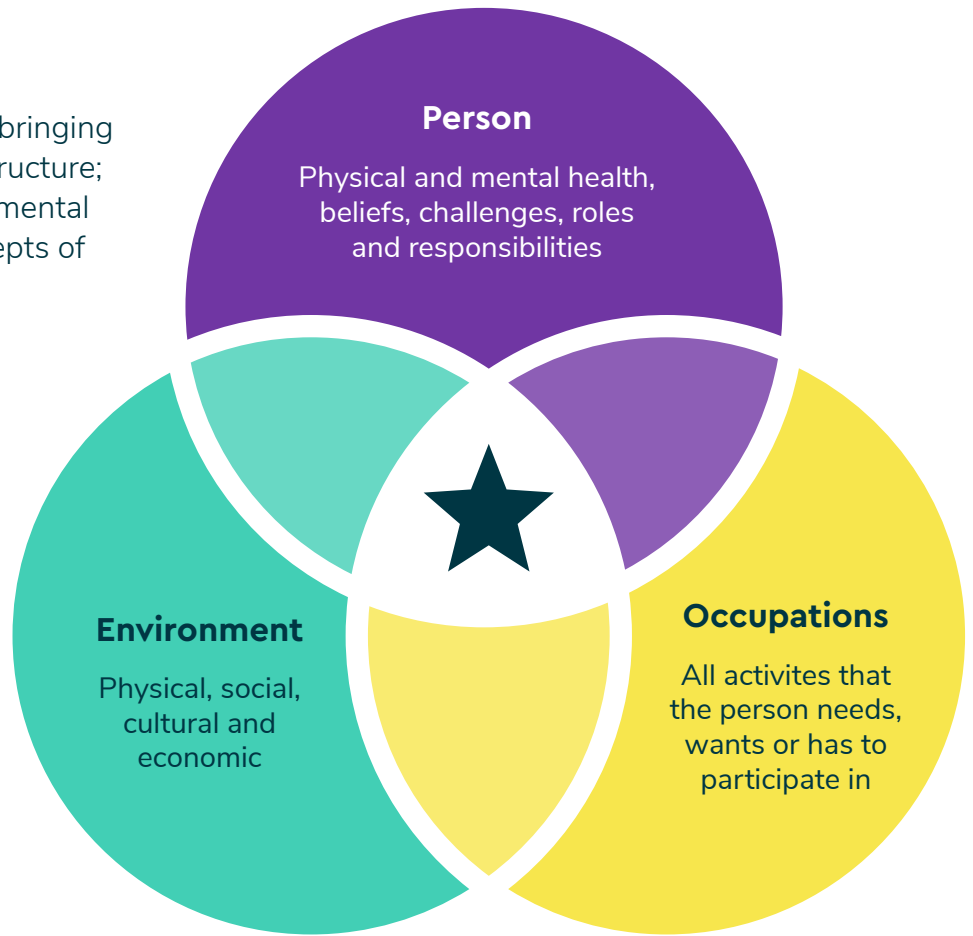 bringing
ructure;
mental
epts of
Person
Physical and mental health,
beliefs, challenges, roles
and responsibilities
Environment
Physical, social,
cultural and
economic
Occupations
All activites that
the person needs,
wants or has to
participate in